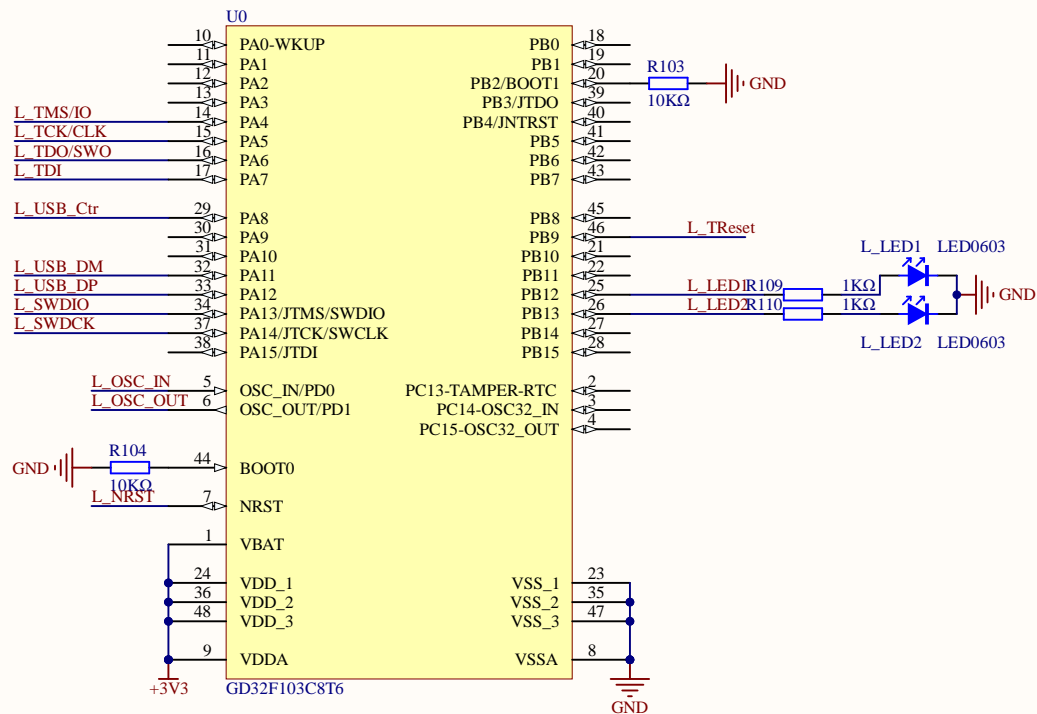 U0
10 PA0-WKUP PB0 18
11 PA1 PB1 19
12 PA2 PB2/BOOT1 20 R103 10KΩ GND
13 PA3 PB3/JTDO 39
L_TMS/IO 14 PA4 PB4/JNTRST 40
L_TCK/CLK 15 PA5 PB5 41
L_TDO/SWO 16 PA6 PB6 42
L_TDI 17 PA7 PB7 43
L_USB_Ctr 29 PA8 PB8 45
30 PA9 PB9 46 L_TReset
31 PA10 PB10 21 L_LED1 LED0603
L_USB_DM 32 PA11 PB11 22
L_USB_DP 33 PA12 PB12 25 L_LED1 R109 1KΩ GND
L_SWDIO 34 PA13/JTMS/SWDIO PB13 26 L_LED2 R110 1KΩ
L_SWDCK 37 PA14/JTCK/SWCLK PB14 27
38 PA15/JTDI PB15 28 L_LED2 LED0603
L_OSC_IN 5 OSC_IN/PD0 PC13-TAMPER-RTC 2
L_OSC_OUT 6 OSC_OUT/PD1 PC14-OSC32_IN 3
PC15-OSC32_OUT 4
R104
GND 44 BOOT0
10KΩ
L_NRST 7 NRST
1 VBAT
24 VDD_1 VSS_1 23
36 VDD_2 VSS_2 35
48 VDD_3 VSS_3 47
9 VDDA VSSA 8
+3V3 GD32F103C8T6
GND